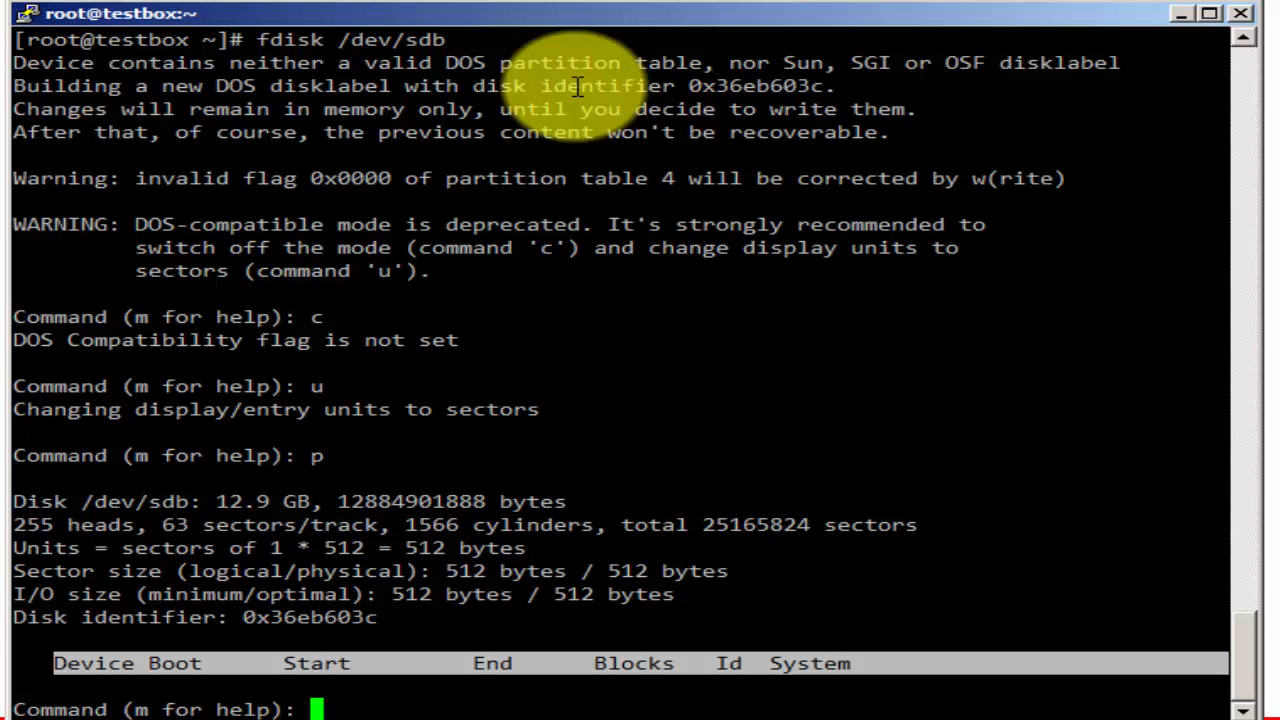 root@testbox:~
[root@testbox ~]# fdisk /dev/sdb
Device contains neither a valid DOS partition table, nor Sun, SGI or OSF disklabel
Building a new DOS disklabel with disk identifier 0x36eb603c.
Changes will remain in memory only, until you decide to write them.
After that, of course, the previous content won't be recoverable.
Warning: invalid flag 0x0000 of partition table 4 will be corrected by w(rite)
WARNING: DOS-compatible mode is deprecated. It's strongly recommended to
switch off the mode (command 'c') and change display units to
sectors (command 'u').
Command (m for help): c
DOS Compatibility flag is not set
Command (m for help): u
Changing display/entry units to sectors
Command (m for help): p
Disk /dev/sdb: 12.9 GB, 12884901888 bytes
255 heads, 63 sectors/track, 1566 cylinders, total 25165824 sectors
Units = sectors of 1 * 512 = 512 bytes
Sector size (logical/physical): 512 bytes / 512 bytes
I/O size (minimum/optimal): 512 bytes / 512 bytes
Disk identifier: 0x36eb603c
Device Boot Start End Blocks Id System
Command (m for help):